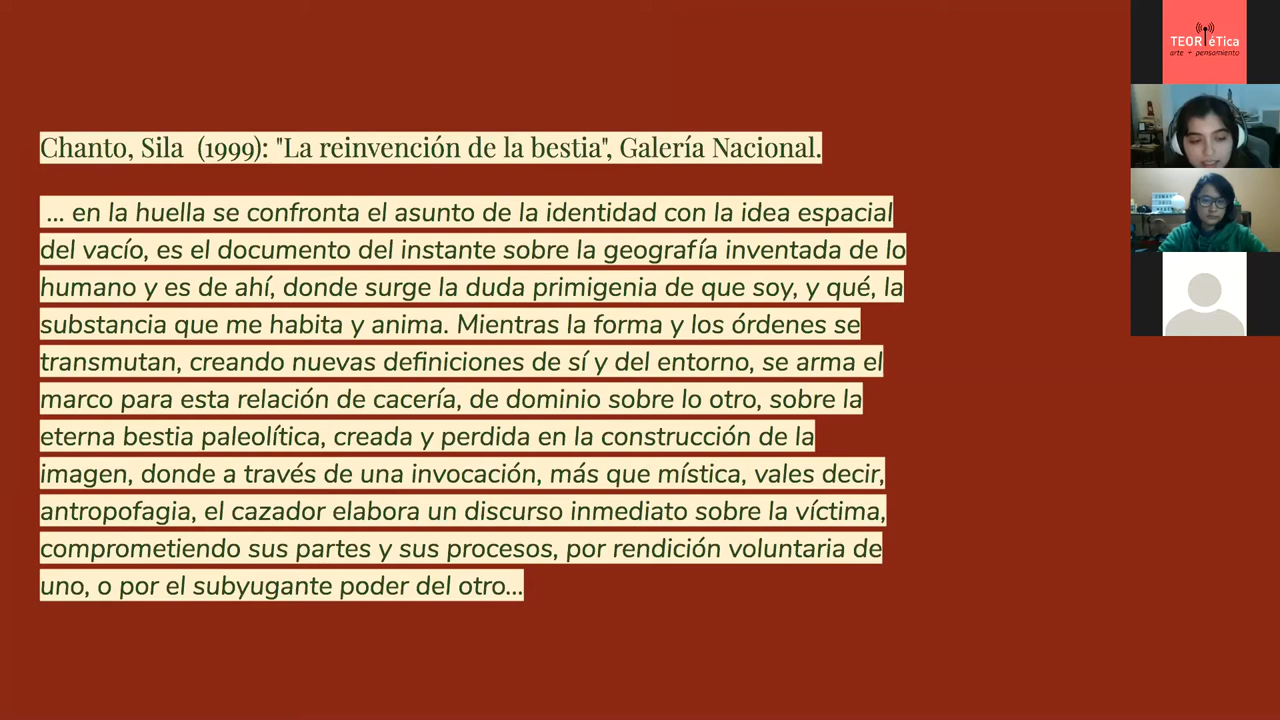 Chanto, Sila (1999): "La reinvención de la bestia", Galería Nacional.
... en la huella se confronta el asunto de la identidad con la idea espacial
del vacío, es el documento del instante sobre la geografía inventada de lo
humano y es de ahí, donde surge la duda primigenia de que soy, y qué, la
substancia que me habita y anima. Mientras la forma y los órdenes se
transmutan, creando nuevas definiciones de sí y del entorno, se arma el
marco para esta relación de cacería, de dominio sobre lo otro, sobre la
eterna bestia paleolítica, creada y perdida en la construcción de la
imagen, donde a través de una invocación, más que mística, vales decir,
antropofagia, el cazador elabora un discurso inmediato sobre la víctima,
comprometiendo sus partes y sus procesos, por rendición voluntaria de
uno, o por el subyugante poder del otro...
TEORéTica
arte + pensamiento